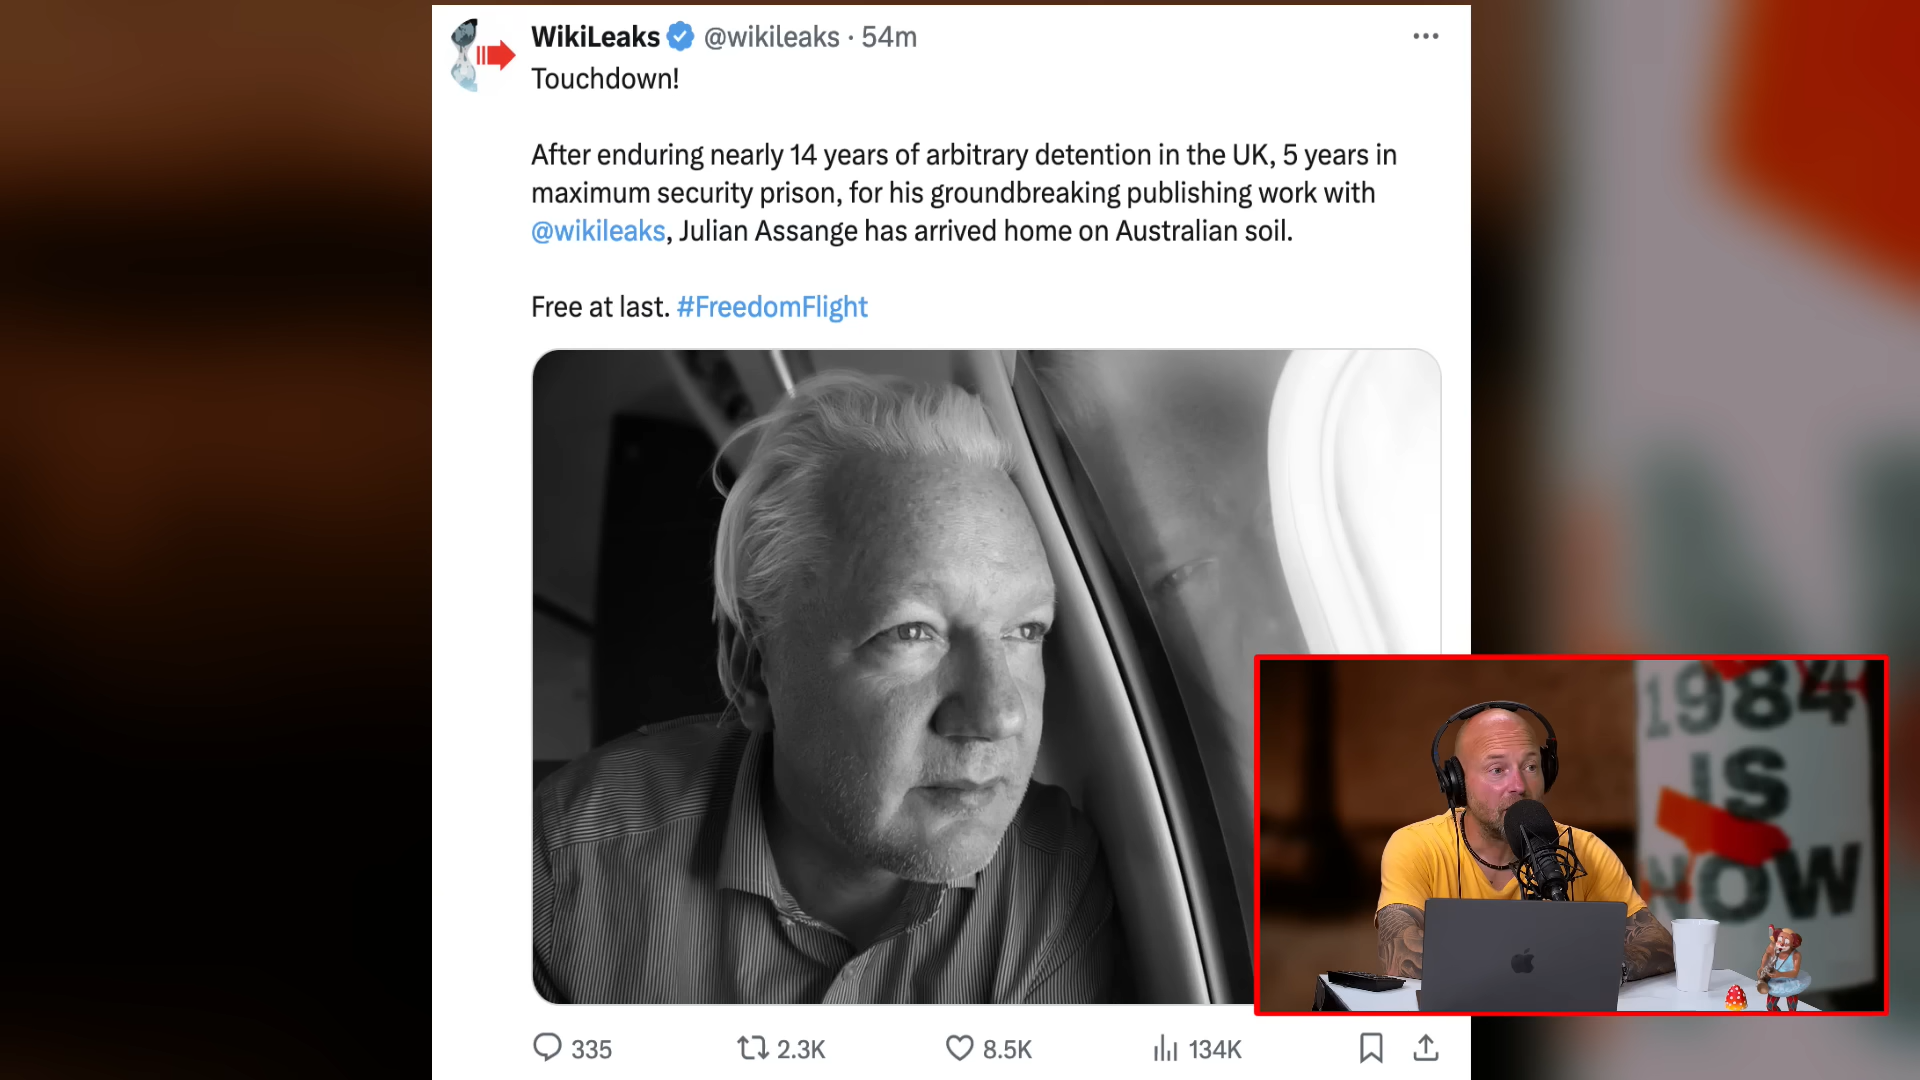 WikiLeaks @wikileaks · 54m
Touchdown!
After enduring nearly 14 years of arbitrary detention in the UK, 5 years in
maximum security prison, for his groundbreaking publishing work with
@wikileaks, Julian Assange has arrived home on Australian soil.
Free at last. #FreedomFlight
1984
IS
NOW
335 2.3K 8.5K 134K